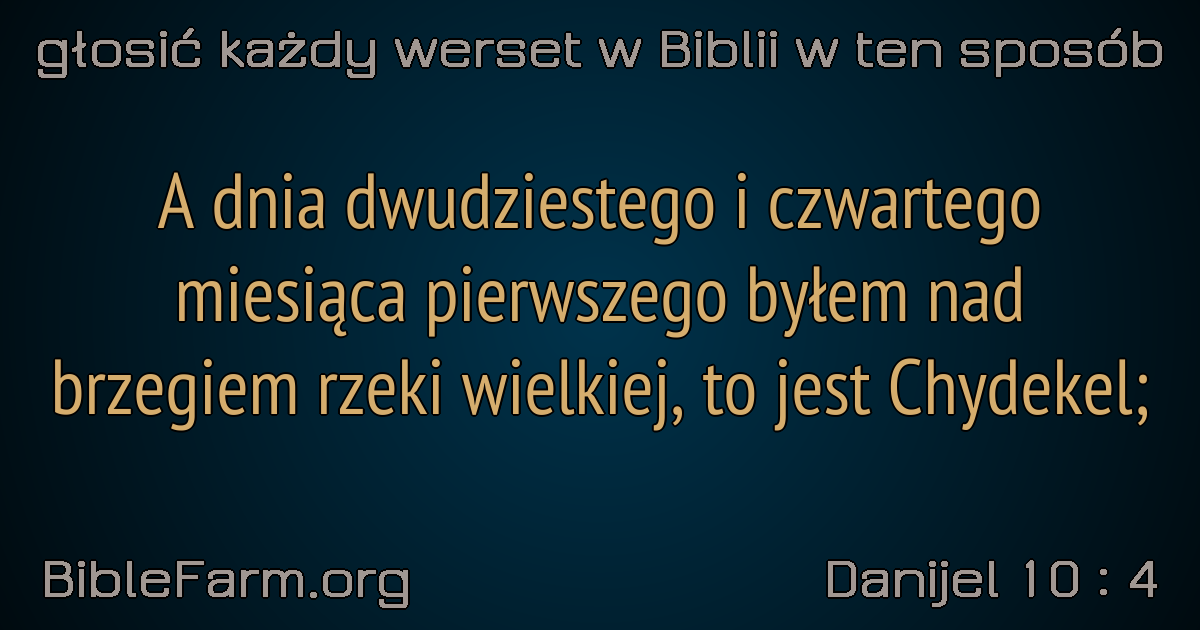 głosić każdy werset w Biblii w ten sposób
A dnia dwudziestego i czwartego
miesiąca pierwszego byłem nad
brzegiem rzeki wielkiej, to jest Chydekel;
BibleFarm.org
Danijel 10 : 4